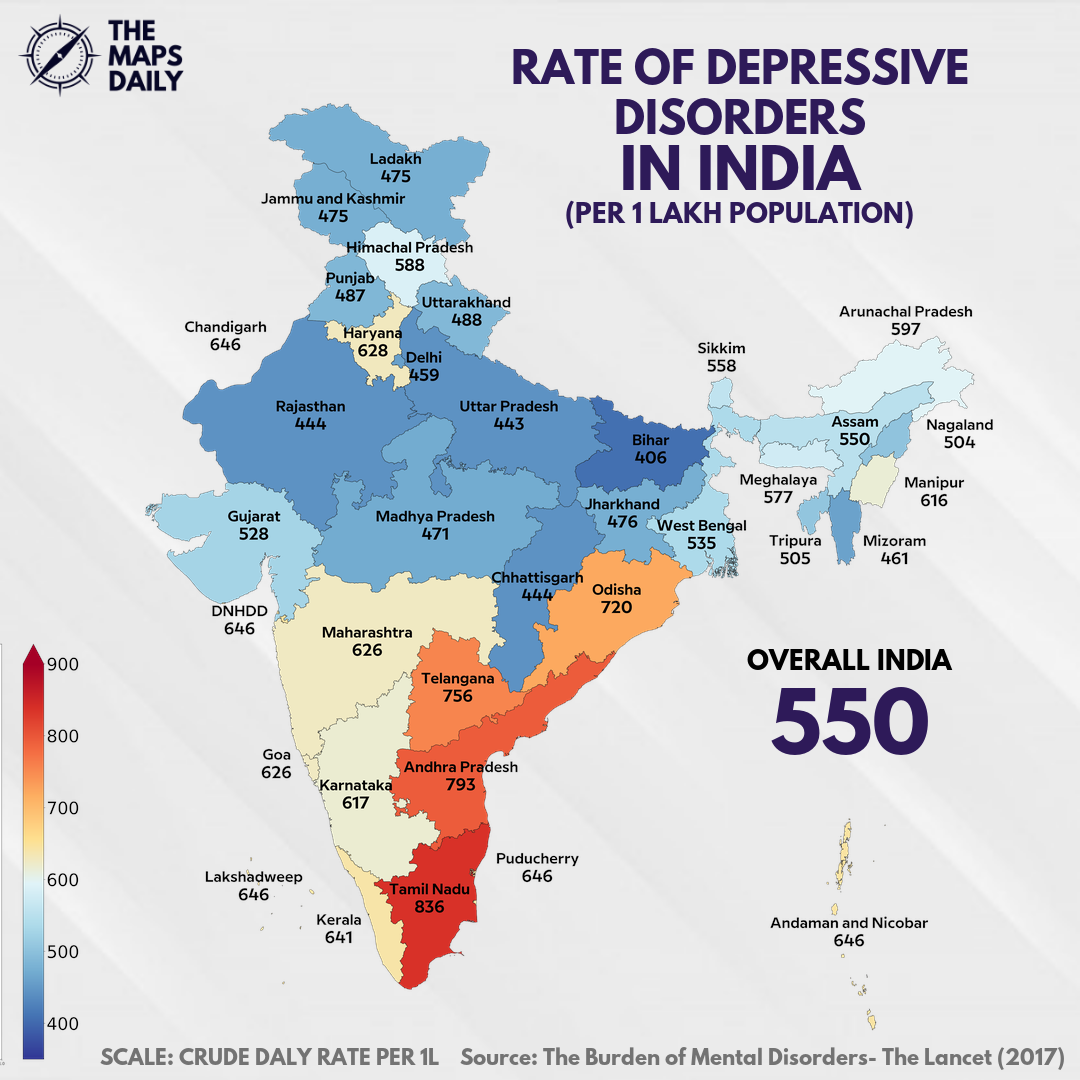 THE
MAPS
DAILY
RATE OF DEPRESSIVE
DISORDERS
IN INDIA
(PER 1 LAKH POPULATION)
Ladakh
475
Jammu and Kashmir
475
Himachal Pradesh
588
Punjab
487
Uttarakhand
488
Chandigarh
646
Haryana
628
Delhi
459
Arunachal Pradesh
597
Sikkim
558
Rajasthan
444
Uttar Pradesh
443
Bihar
406
Assam
550
Nagaland
504
Meghalaya
577
Manipur
616
Gujarat
528
Madhya Pradesh
471
Jharkhand
476
West Bengal
535
Tripura
505
Mizoram
461
Chhattisgarh
444
Odisha
720
DNHDD
646
Maharashtra
626
Telangana
756
OVERALL INDIA
550
Goa
626
Karnataka
617
Andhra Pradesh
793
Puducherry
646
Lakshadweep
646
Tamil Nadu
836
Kerala
641
Andaman and Nicobar
646
900
800
700
600
500
400
SCALE: CRUDE DALY RATE PER 1L
Source: The Burden of Mental Disorders- The Lancet (2017)